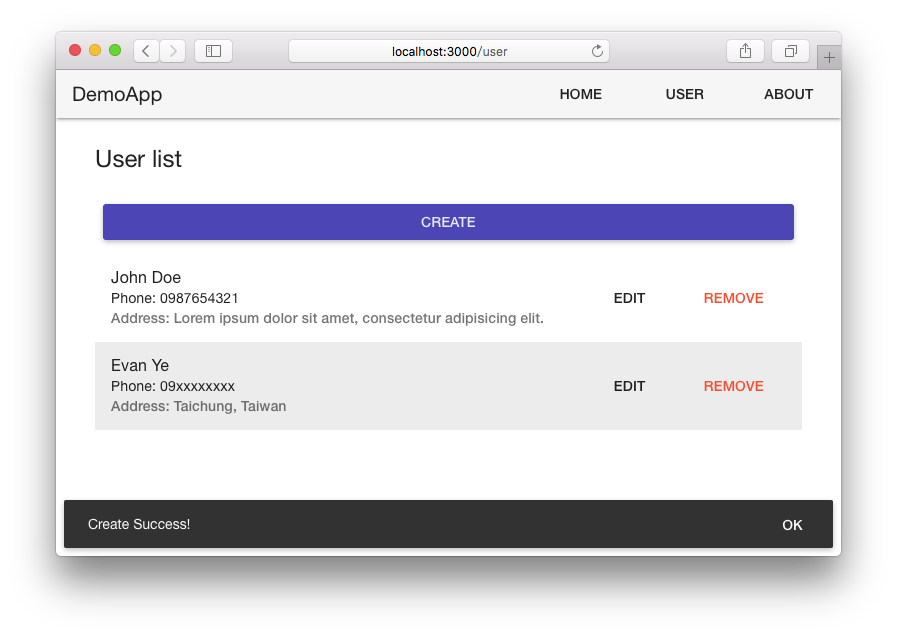 localhost:3000/user
DemoApp HOME USER ABOUT
User list
CREATE
John Doe
Phone: 0987654321 EDIT REMOVE
Address: Lorem ipsum dolor sit amet, consectetur adipisicing elit.
Evan Ye
Phone: 09xxxxxxxx EDIT REMOVE
Address: Taichung, Taiwan
Create Success! OK